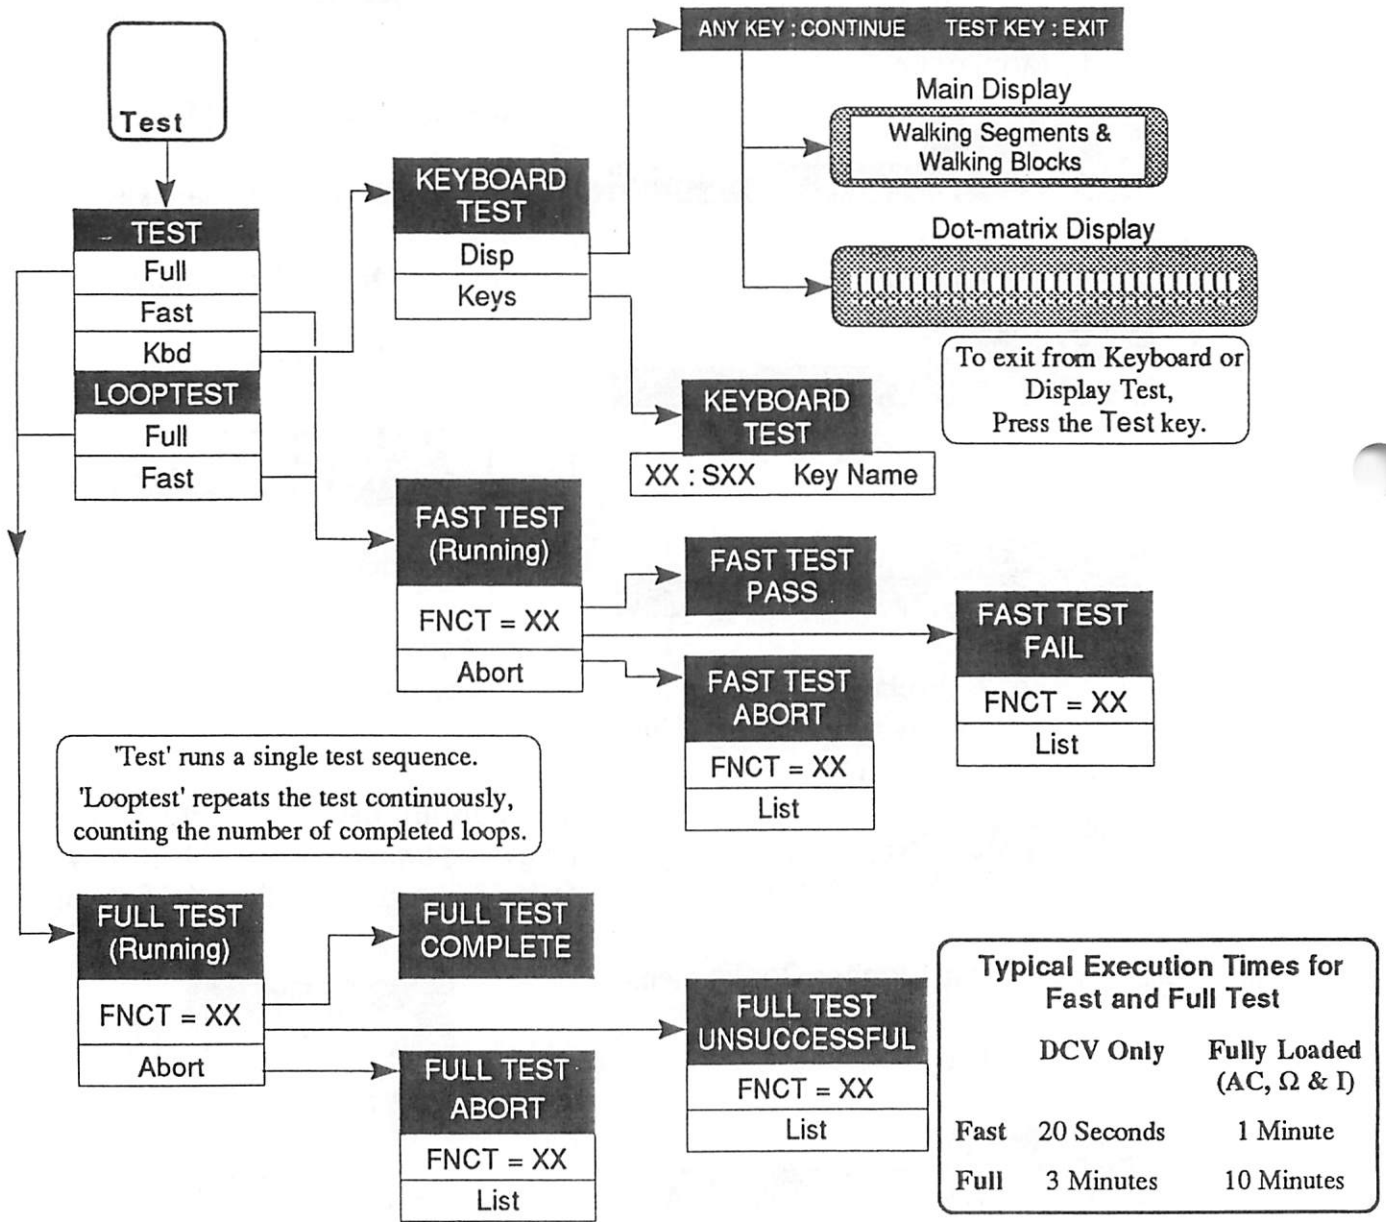 Test
TEST
Full
Fast
Kbd
LOOPTEST
Full
Fast
KEYBOARD
TEST
Disp
Keys
ANY KEY : CONTINUE TEST KEY : EXIT
Main Display
Walking Segments &
Walking Blocks
Dot-matrix Display
To exit from Keyboard or
Display Test,
Press the Test key.
KEYBOARD
TEST
XX : SXX Key Name
FAST TEST
(Running)
FNCT = XX
Abort
FAST TEST
PASS
FAST TEST
FAIL
FNCT = XX
List
FAST TEST
ABORT
FNCT = XX
List
'Test' runs a single test sequence.
'Looptest' repeats the test continuously,
counting the number of completed loops.
FULL TEST
(Running)
FNCT = XX
Abort
FULL TEST
COMPLETE
FULL TEST
UNSUCCESSFUL
FNCT = XX
List
FULL TEST
ABORT
FNCT = XX
List
Typical Execution Times for
Fast and Full Test
DCV Only Fully Loaded
(AC, Ω & I)
Fast 20 Seconds 1 Minute
Full 3 Minutes 10 Minutes